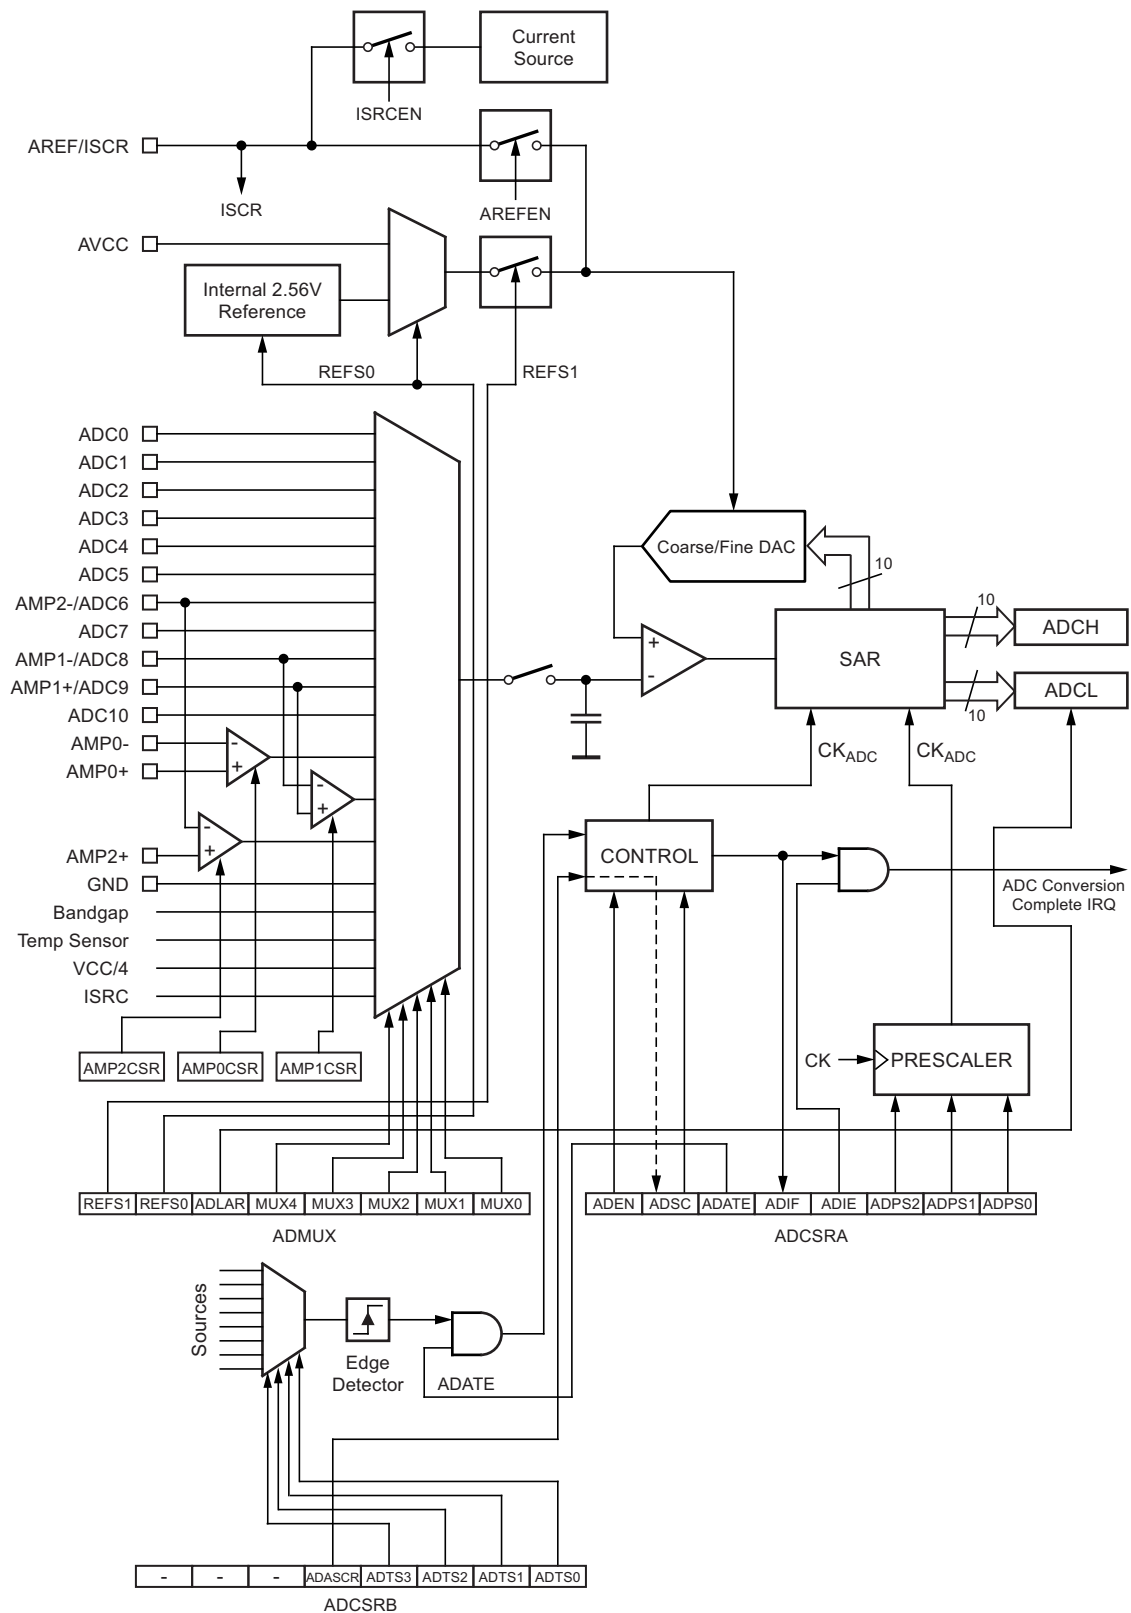 Current
Source
ISRCEN
AREF/ISCR
ISCR
AREFEN
AVCC
Internal 2.56V
Reference
REFS0
REFS1
ADC0
ADC1
ADC2
ADC3
ADC4
ADC5
AMP2-/ADC6
ADC7
AMP1-/ADC8
AMP1+/ADC9
ADC10
AMP0-
AMP0+
AMP2+
GND
Bandgap
Temp Sensor
VCC/4
ISRC
-
+
-
+
-
+
AMP2CSR
AMP0CSR
AMP1CSR
Coarse/Fine DAC
10
+
-
SAR
10
ADCH
10
ADCL
CKADC
CKADC
CONTROL
ADC Conversion
Complete IRQ
CK
PRESCALER
REFS1 REFS0 ADLAR MUX4 MUX3 MUX2 MUX1 MUX0
ADMUX
ADEN ADSC ADATE ADIF ADIE ADPS2 ADPS1 ADPS0
ADCSRA
Sources
Edge
Detector
ADATE
- - - ADASCR ADTS3 ADTS2 ADTS1 ADTS0
ADCSRB